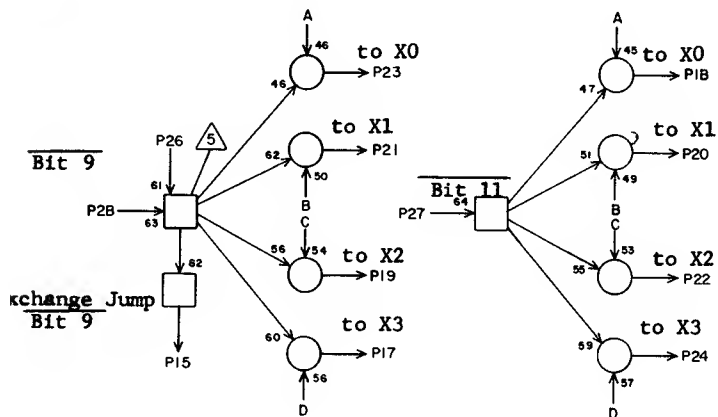 A
46
to X0
46
P23
P26
5
Bit 9
to X1
62
P21
61
50
P28
63
B
C
56
54
to X2
P19
62
xchange Jump
Bit 9
to X3
60
P17
56
P15
D
A
45
to X0
47
P18
to X1
51
P20
49
Bit 11
64
P27
B
C
53
to X2
55
P22
to X3
59
P24
57
D